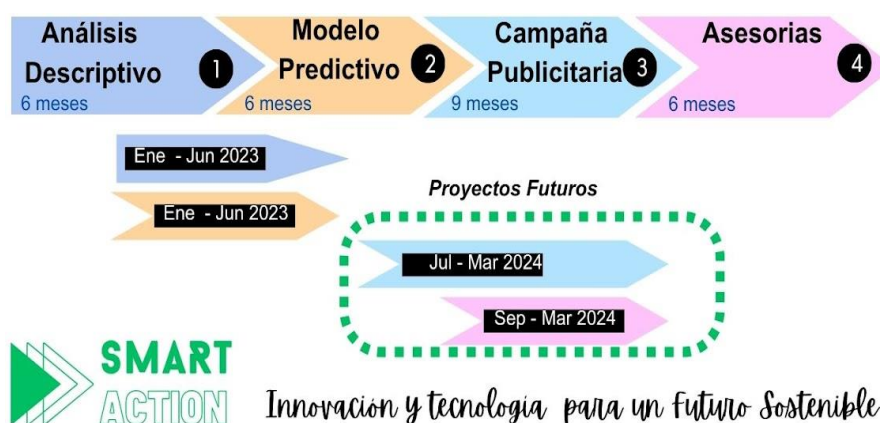 Análisis
Descriptivo
1
6 meses
Modelo
Predictivo
2
6 meses
Campaña
Publicitaria
3
9 meses
Asesorias
4
6 meses
Ene - Jun 2023
Ene - Jun 2023
Proyectos Futuros
Jul - Mar 2024
Sep - Mar 2024
SMART
ACTION
Innovación y tecnología para un Futuro Sostenible